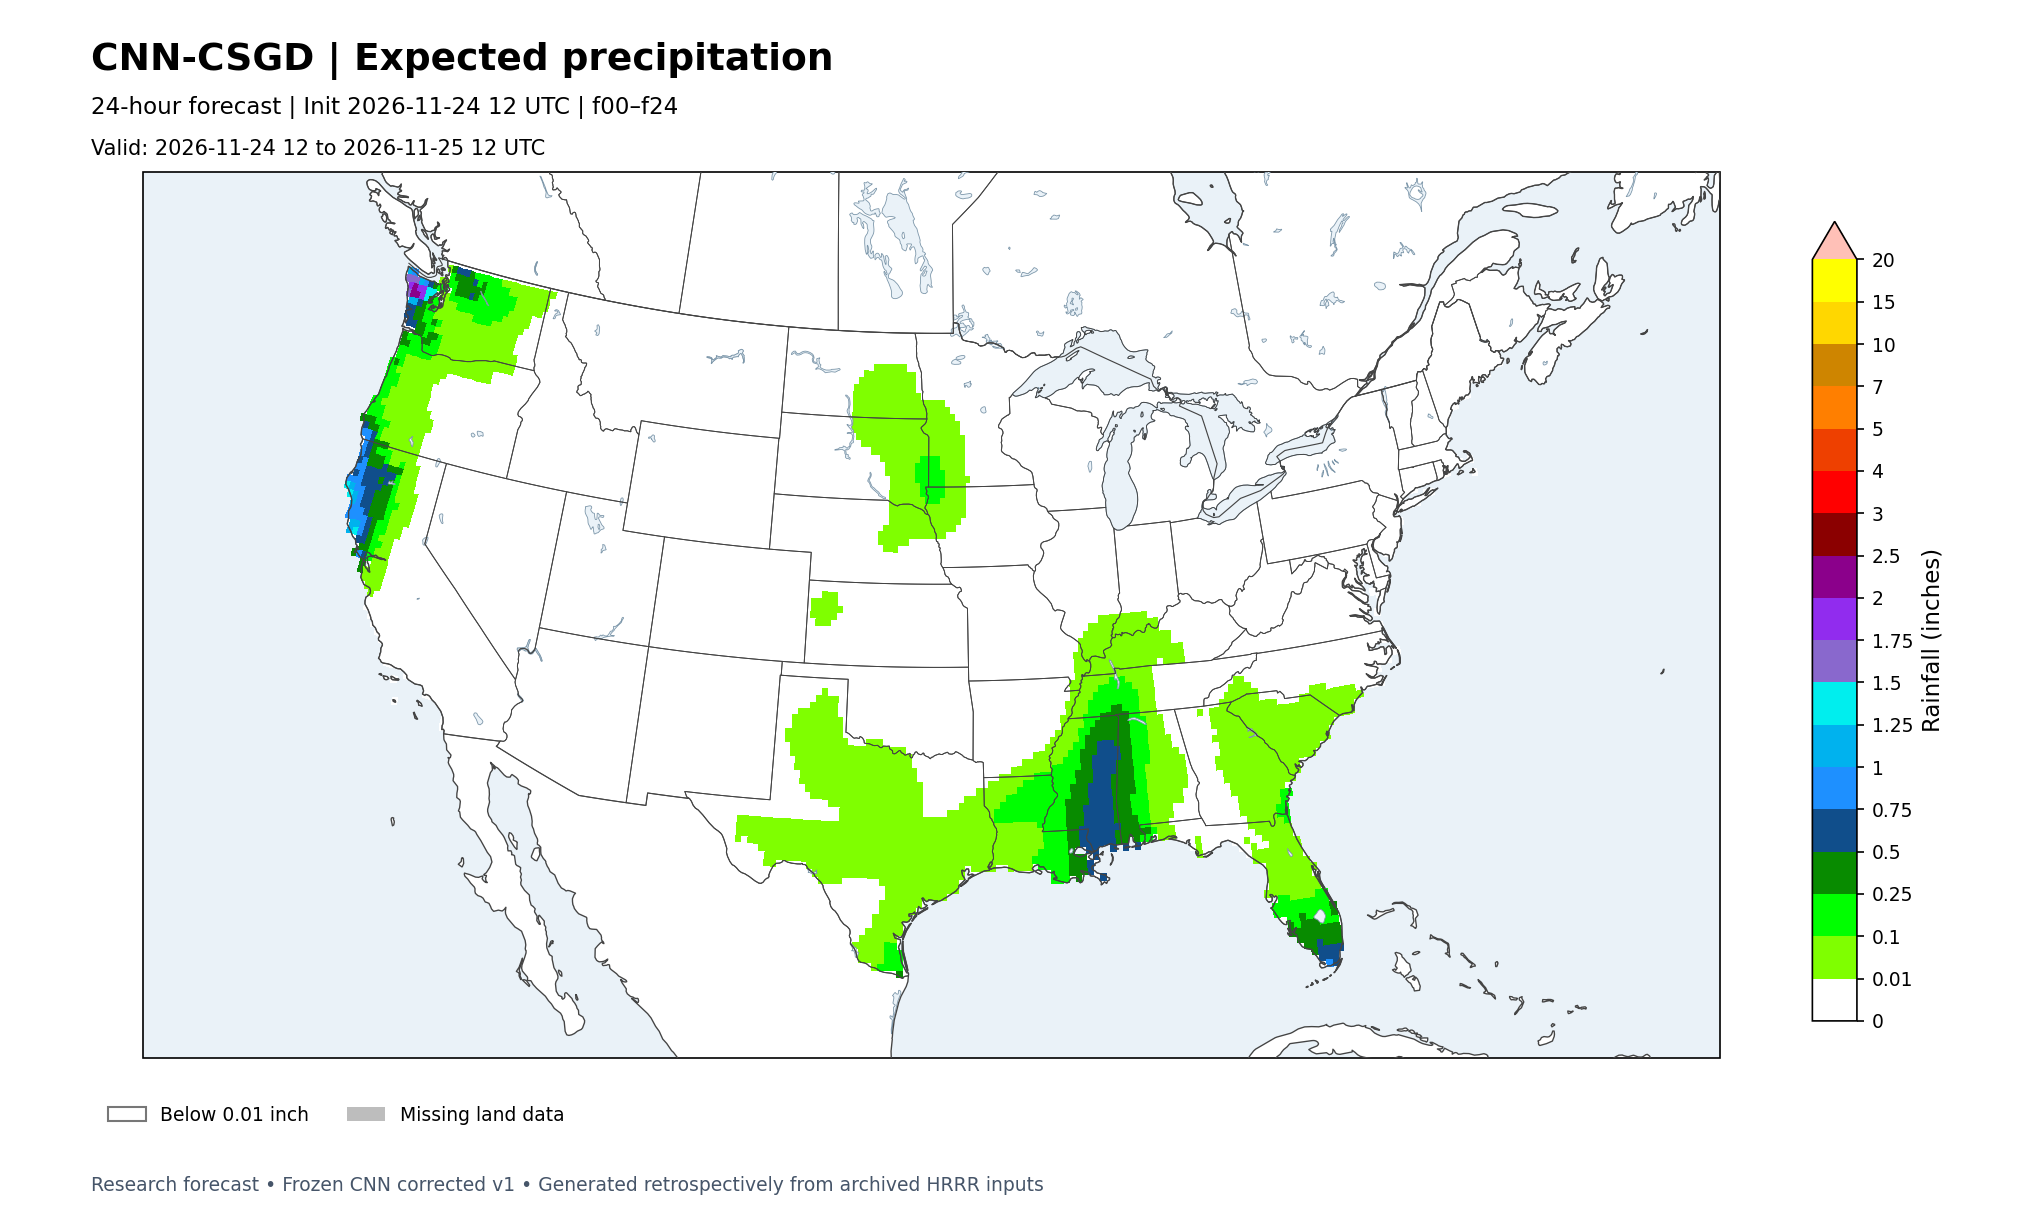 CNN-CSGD | Expected precipitation
24-hour forecast | Init 2026-11-24 12 UTC | f00–f24
Valid: 2026-11-24 12 to 2026-11-25 12 UTC
20
15
10
7
5
4
3
2.5
2
1.75
1.5
1.25
1
0.75
0.5
0.25
0.1
0.01
0
Rainfall (inches)
Below 0.01 inch
Missing land data
Research forecast • Frozen CNN corrected v1 • Generated retrospectively from archived HRRR inputs